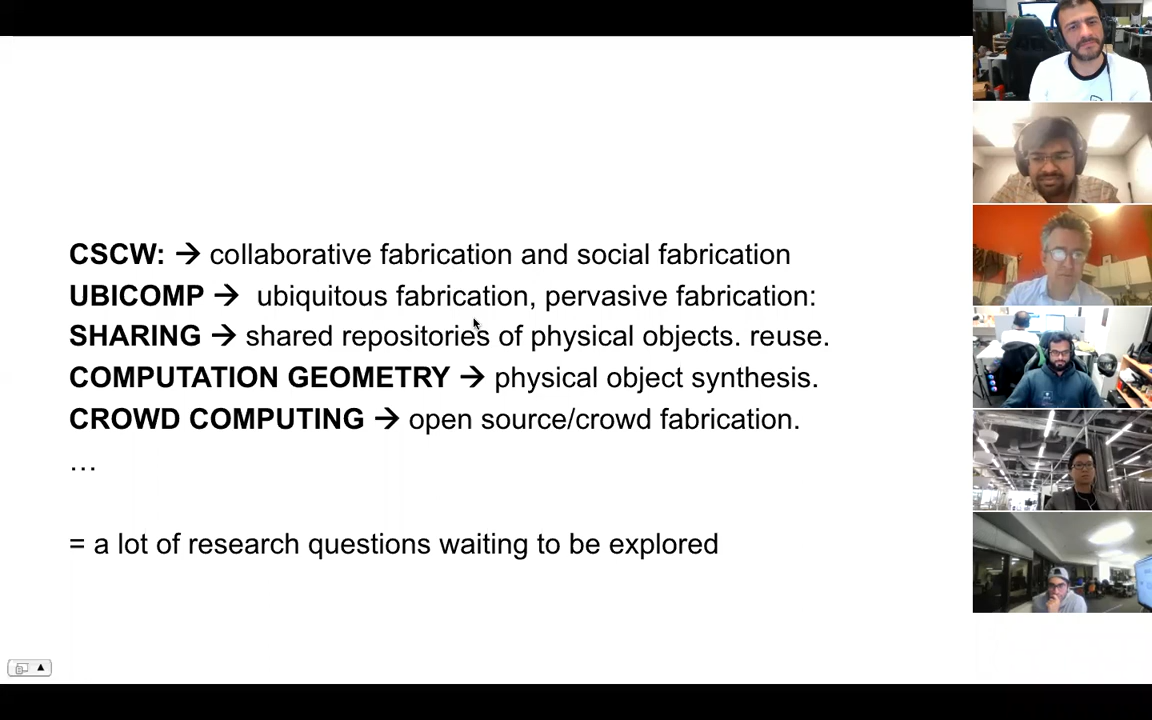 CSCW: → collaborative fabrication and social fabrication
UBICOMP → ubiquitous fabrication, pervasive fabrication:
SHARING → shared repositories of physical objects. reuse.
COMPUTATION GEOMETRY → physical object synthesis.
CROWD COMPUTING → open source/crowd fabrication.
…
= a lot of research questions waiting to be explored